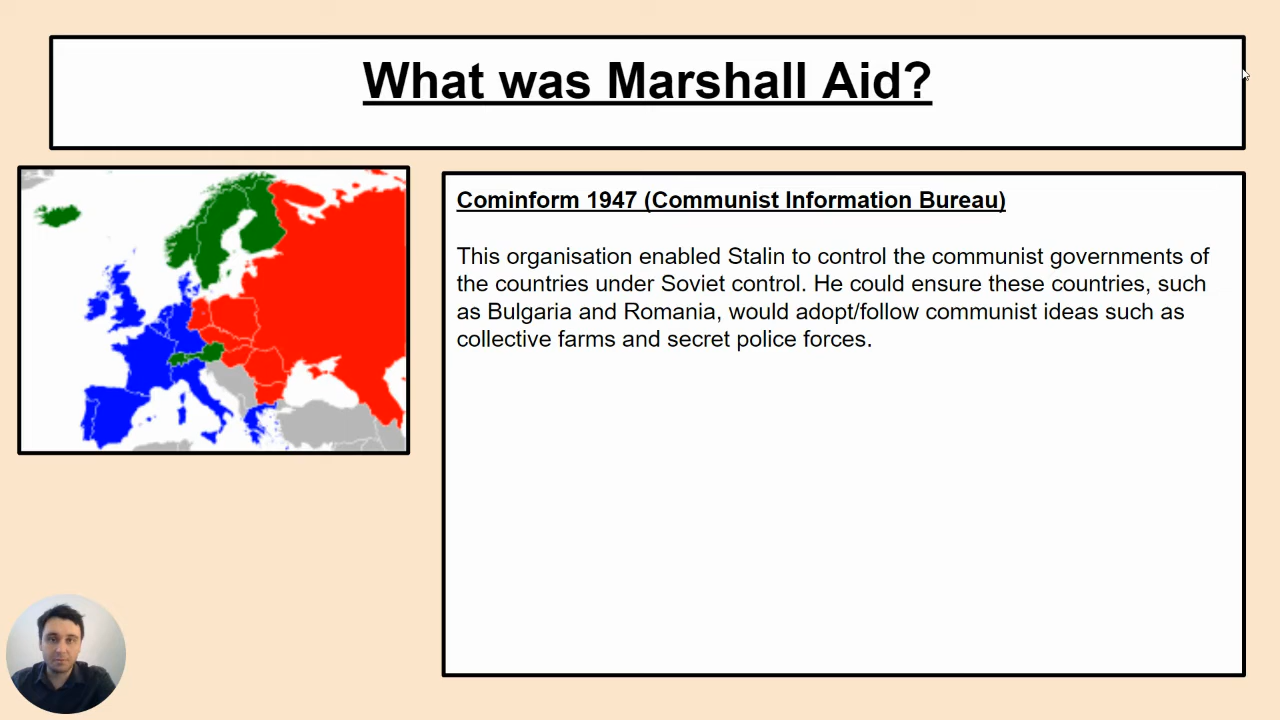 What was Marshall Aid?
Cominform 1947 (Communist Information Bureau)
This organisation enabled Stalin to control the communist governments of
the countries under Soviet control. He could ensure these countries, such
as Bulgaria and Romania, would adopt/follow communist ideas such as
collective farms and secret police forces.